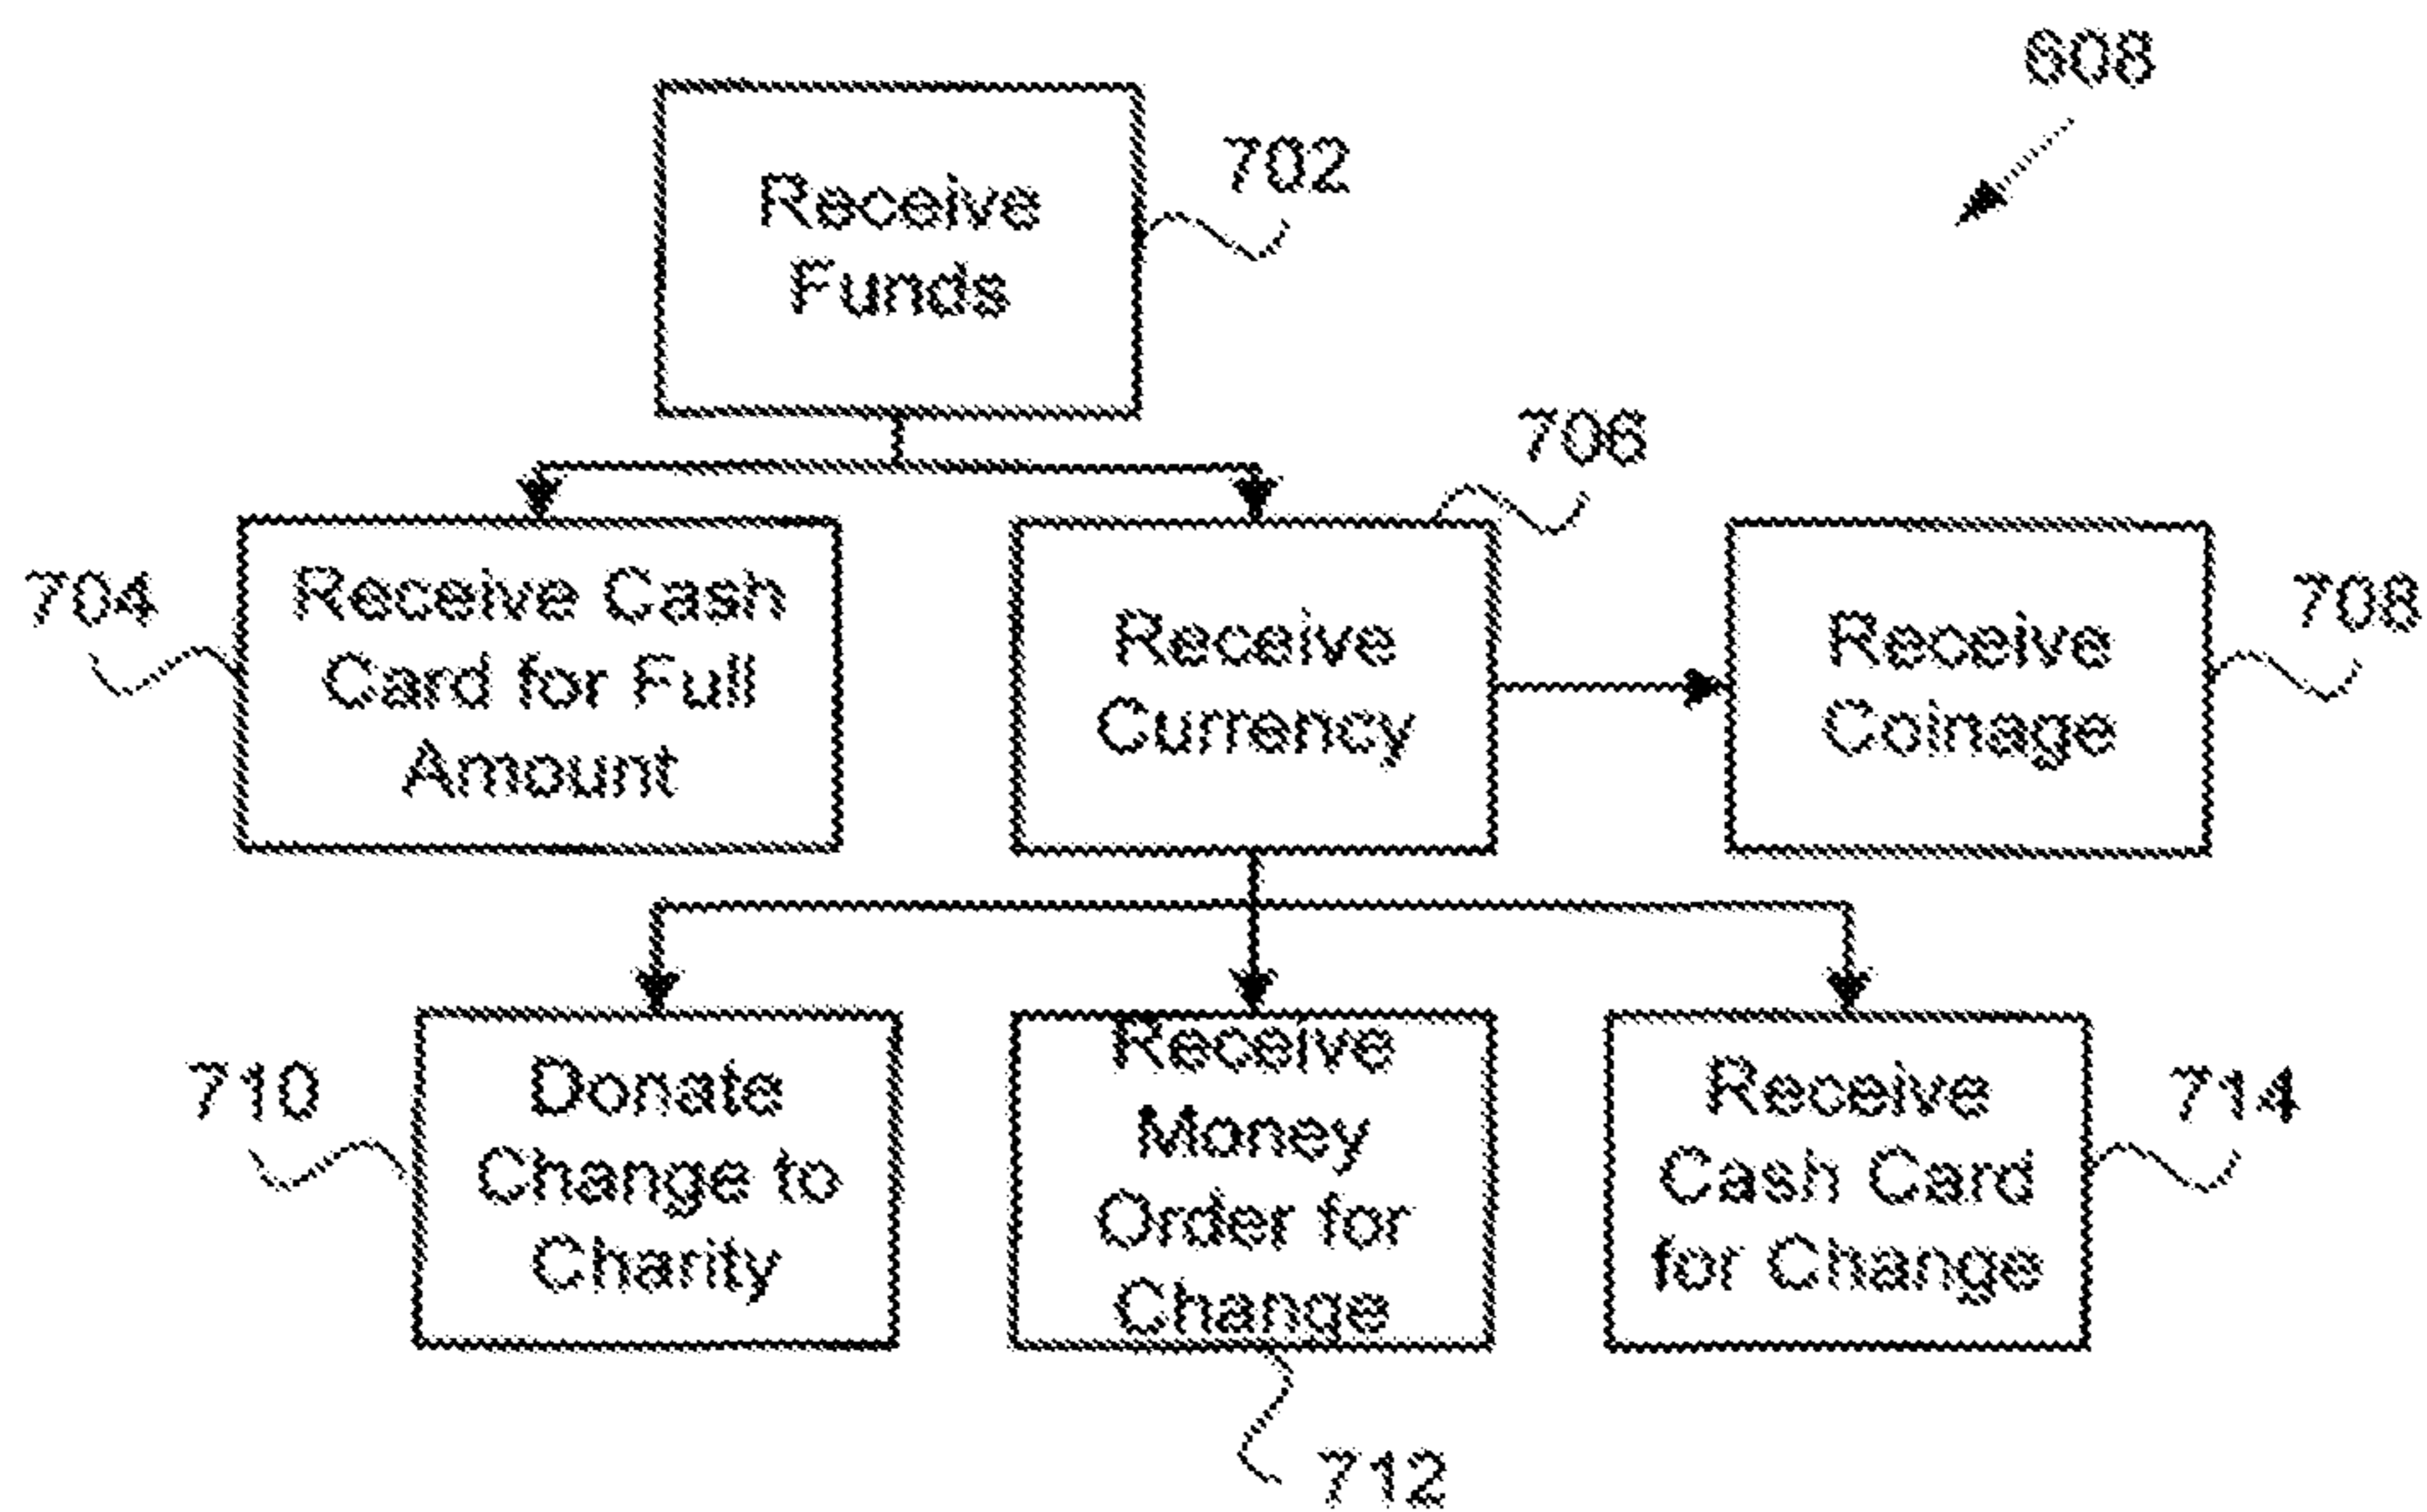 608
Receive
Funds
702
706
704
Receive Cash
Card for Full
Amount
Receive
Currency
Receive
Coinage
708
710
Donate
Change to
Charity
Receive
Money
Order for
Change
Receive
Cash Card
for Change
714
712